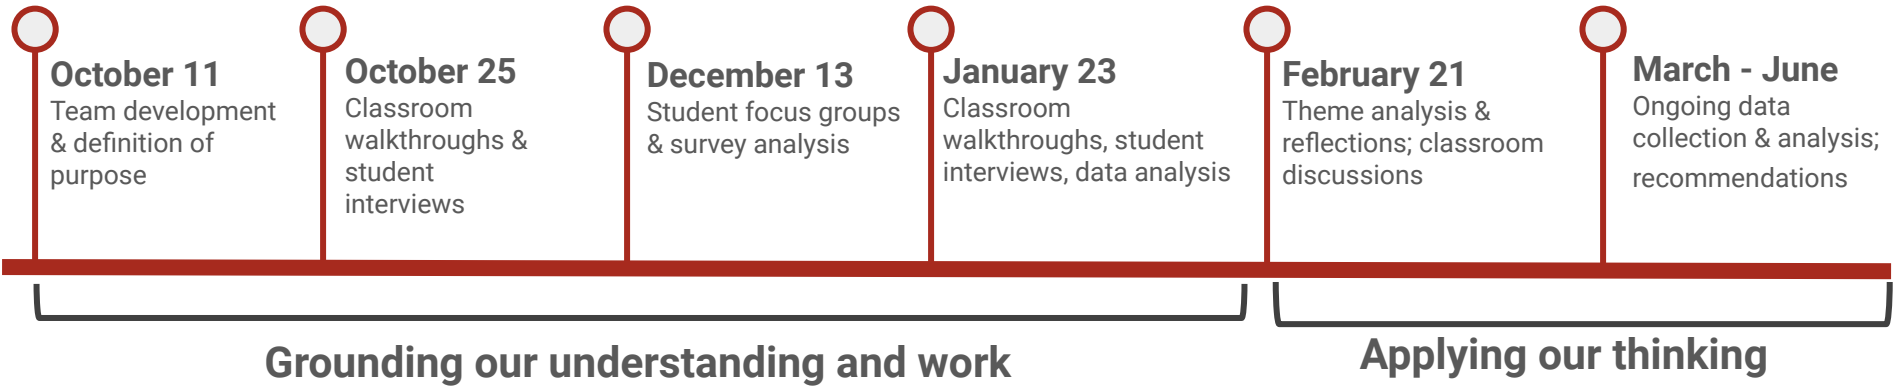 October 11
Team development
& definition of
purpose
October 25
Classroom
walkthroughs &
student
interviews
December 13
Student focus groups
& survey analysis
January 23
Classroom
walkthroughs, student
interviews, data analysis
February 21
Theme analysis &
reflections; classroom
discussions
March - June
Ongoing data
collection & analysis;
recommendations
Grounding our understanding and work
Applying our thinking